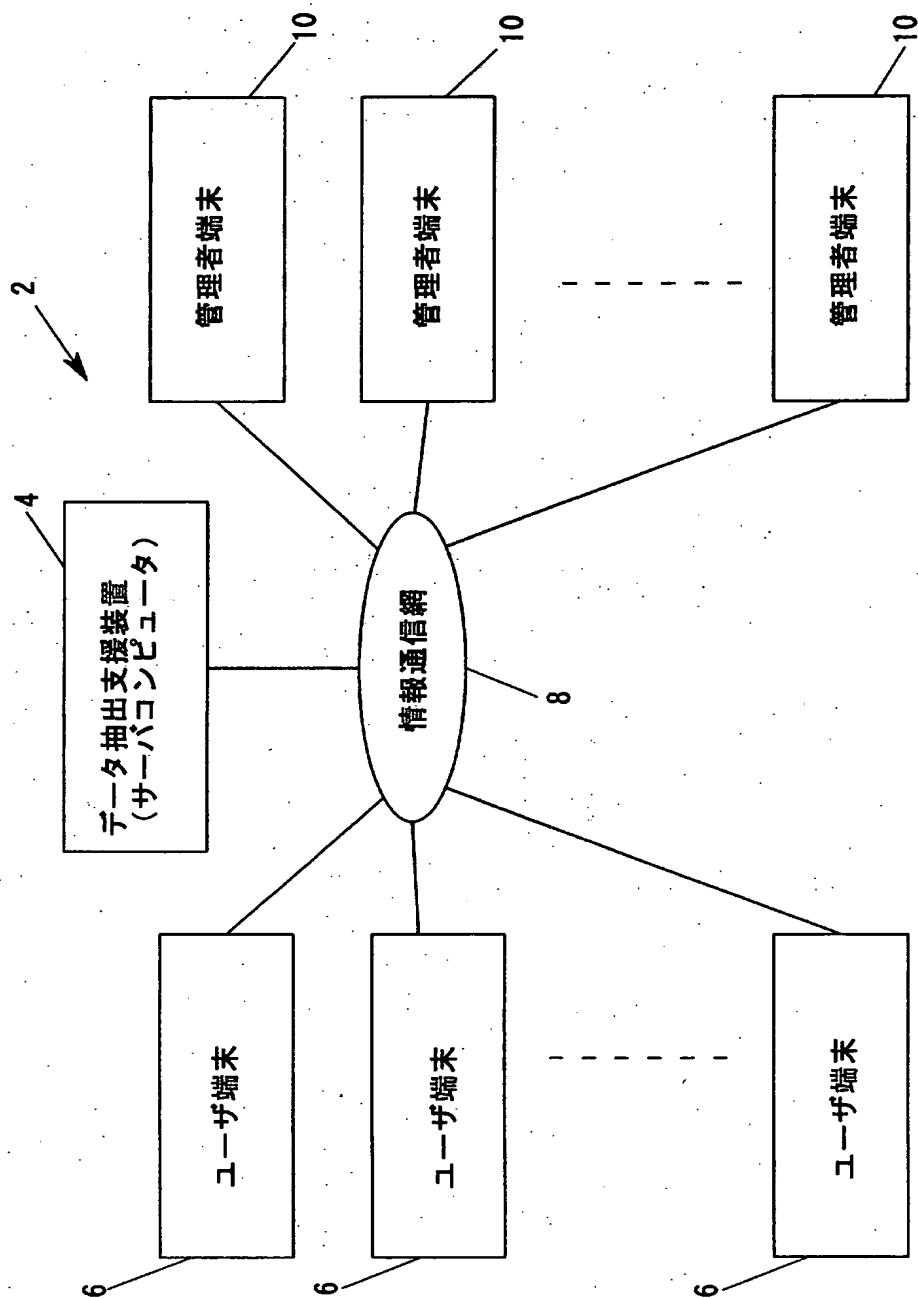 2
4
データ抽出支援装置
(サーバコンピュータ)
6
ユーザ端末
管理者端末
10
6
ユーザ端末
情報通信網
8
管理者端末
10
6
ユーザ端末
管理者端末
10